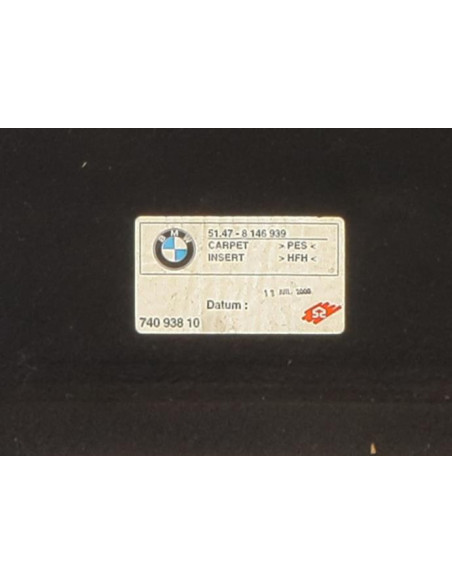 BMW
51.47 - 8 146 939
CARPET > PES <
INSERT > HFH <
Datum :
740 938 10